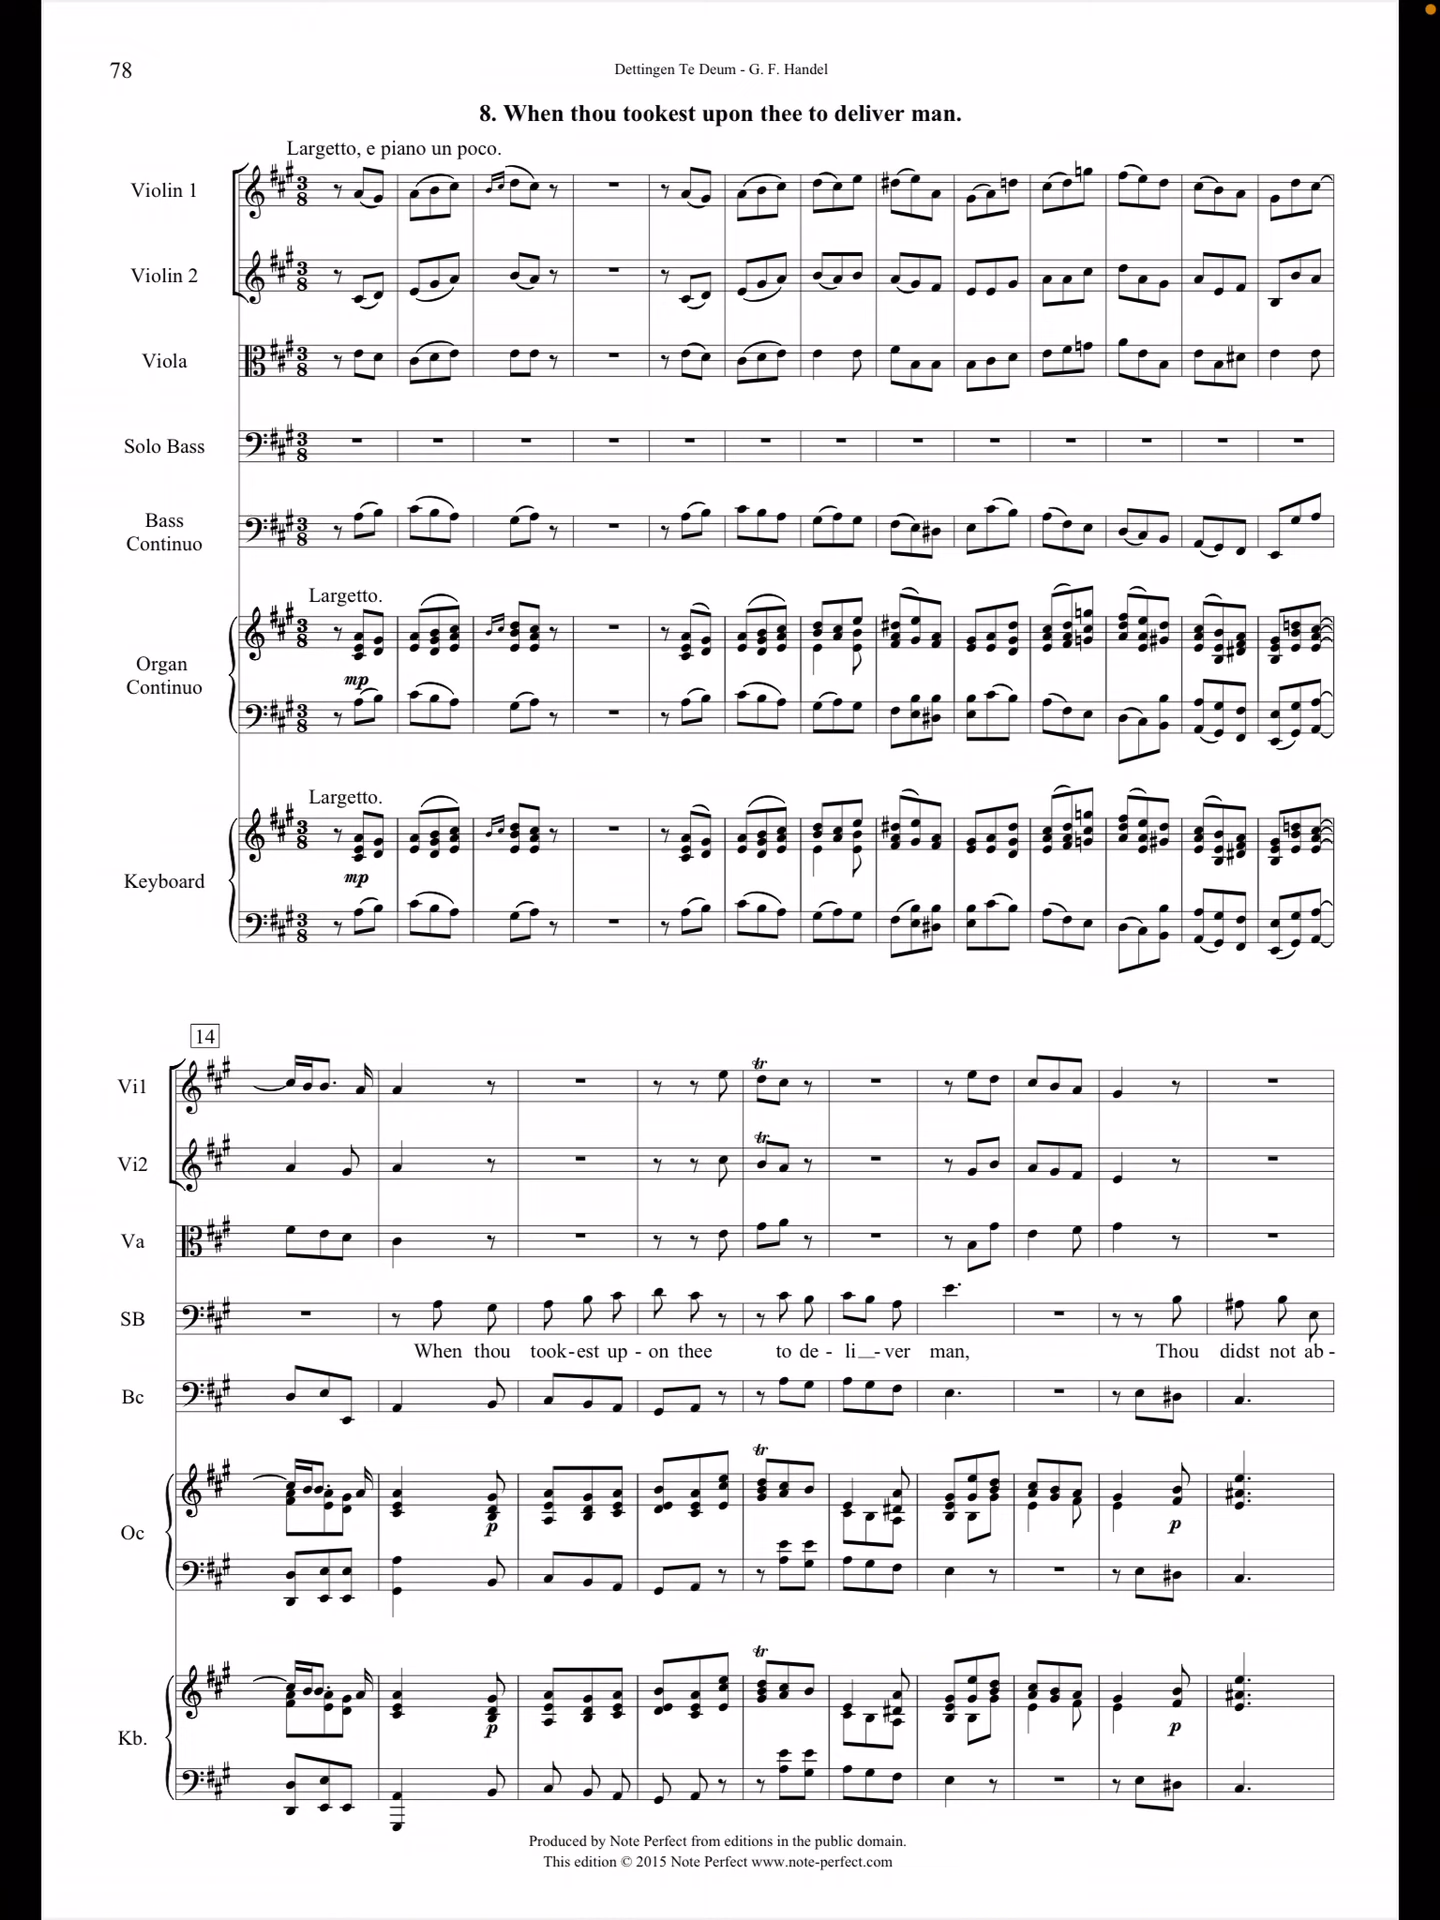 78
Dettingen Te Deum - G. F. Handel
8. When thou tookest upon thee to deliver man.
Largetto, e piano un poco.
Violin 1
Violin 2
Viola
Solo Bass
Bass
Continuo
Largetto.
mp
Organ
Continuo
Largetto.
mp
Keyboard
14
Vi1
tr
Vi2
tr
Va
SB
When thou took-est up - on thee to de - li - ver man, Thou didst not ab -
Bc
tr
Oc
p p
tr
Kb.
p p
Produced by Note Perfect from editions in the public domain.
This edition © 2015 Note Perfect www.note-perfect.com